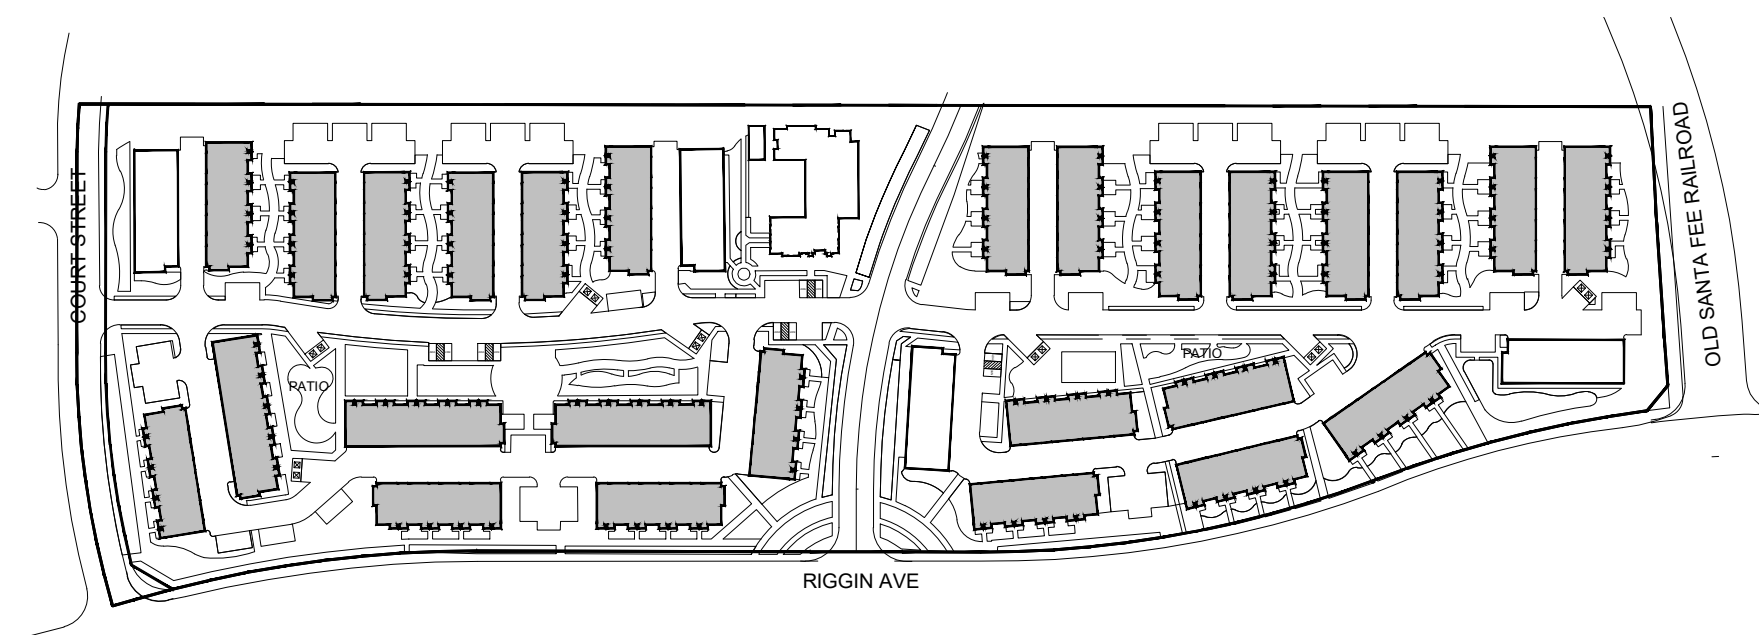 COURT STREET
OLD SANTA FEE RAILROAD
PATIO
PATIO
RIGGIN AVE